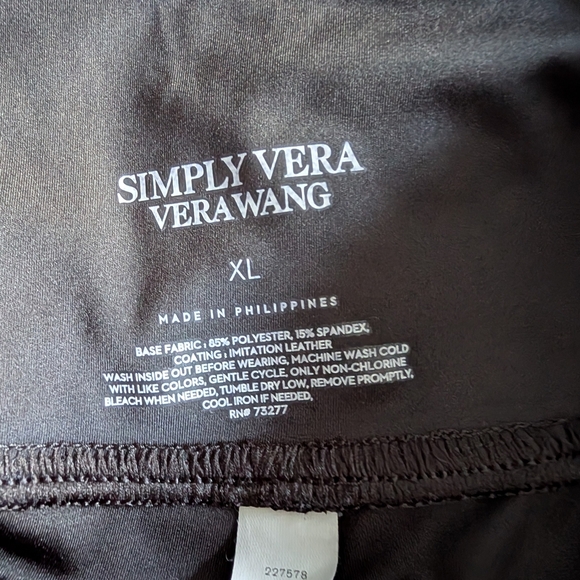 SIMPLY VERA
VERA WANG
XL
MADE IN PHILIPPINES
BASE FABRIC : 85% POLYESTER, 15% SPANDEX,
COATING : IMITATION LEATHER
WASH INSIDE OUT BEFORE WEARING, MACHINE WASH COLD
WITH LIKE COLORS, GENTLE CYCLE, ONLY NON-CHLORINE
BLEACH WHEN NEEDED, TUMBLE DRY LOW, REMOVE PROMPTLY,
COOL IRON IF NEEDED,
RN# 73277
227578